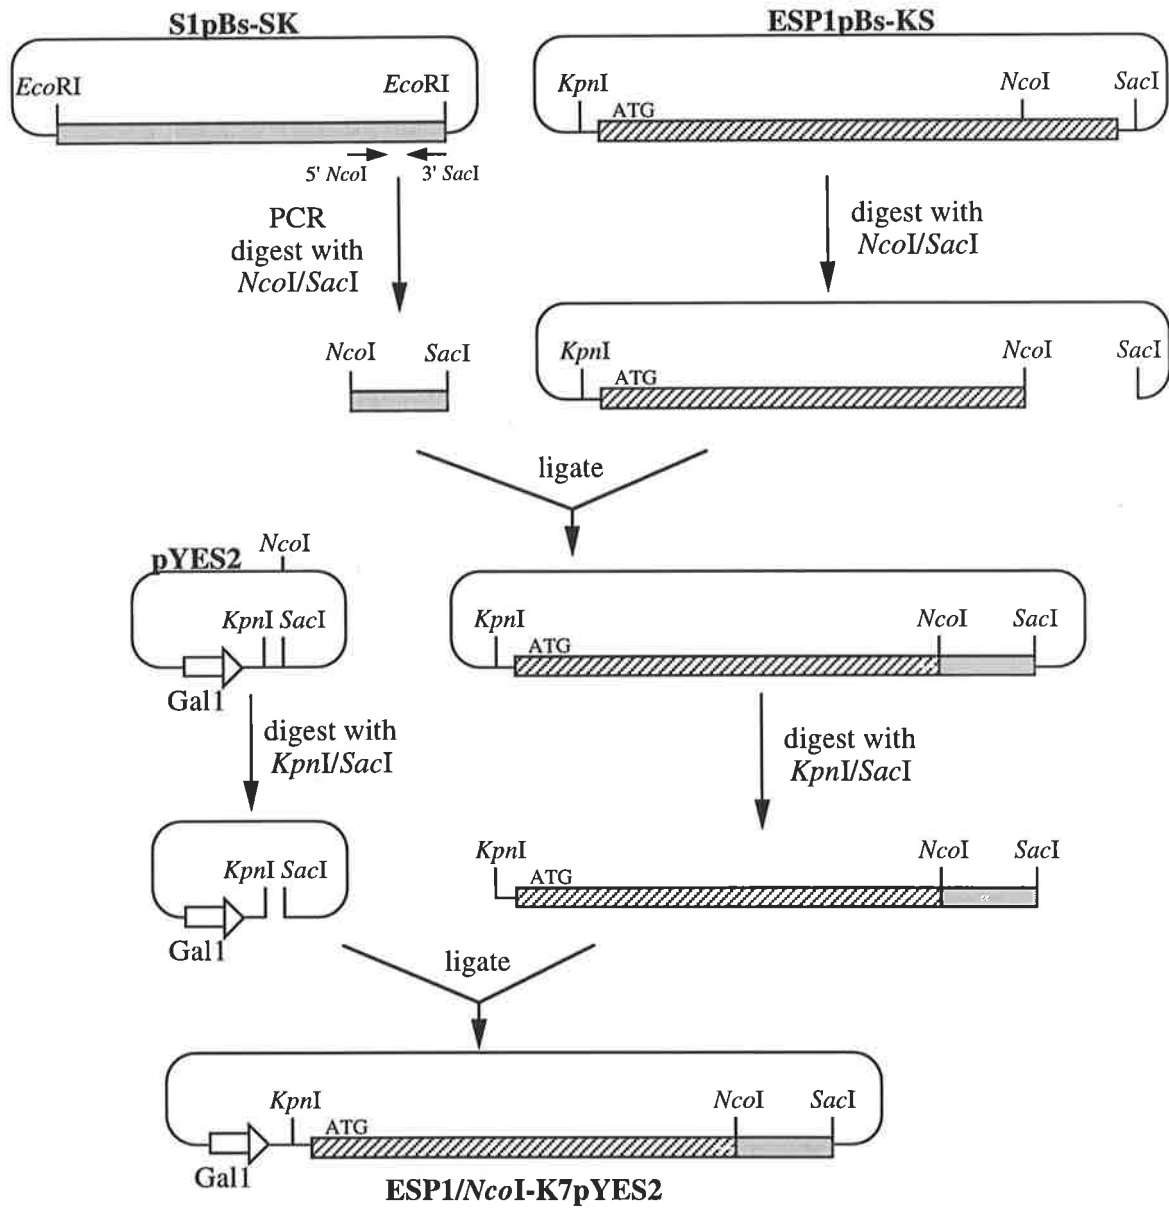 S1pBs-SK
ESP1pBs-KS
EcoRI
EcoRI
KpnI
ATG
NcoI
SacI
5' NcoI
3' SacI
PCR
digest with
NcoI/SacI
digest with
NcoI/SacI
NcoI
SacI
KpnI
ATG
NcoI
SacI
ligate
pYES2
NcoI
KpnI
SacI
Gal1
KpnI
ATG
NcoI
SacI
digest with
KpnI/SacI
digest with
KpnI/SacI
KpnI
SacI
Gal1
KpnI
ATG
NcoI
SacI
ligate
KpnI
ATG
NcoI
SacI
Gal1
ESP1/NcoI-K7pYES2